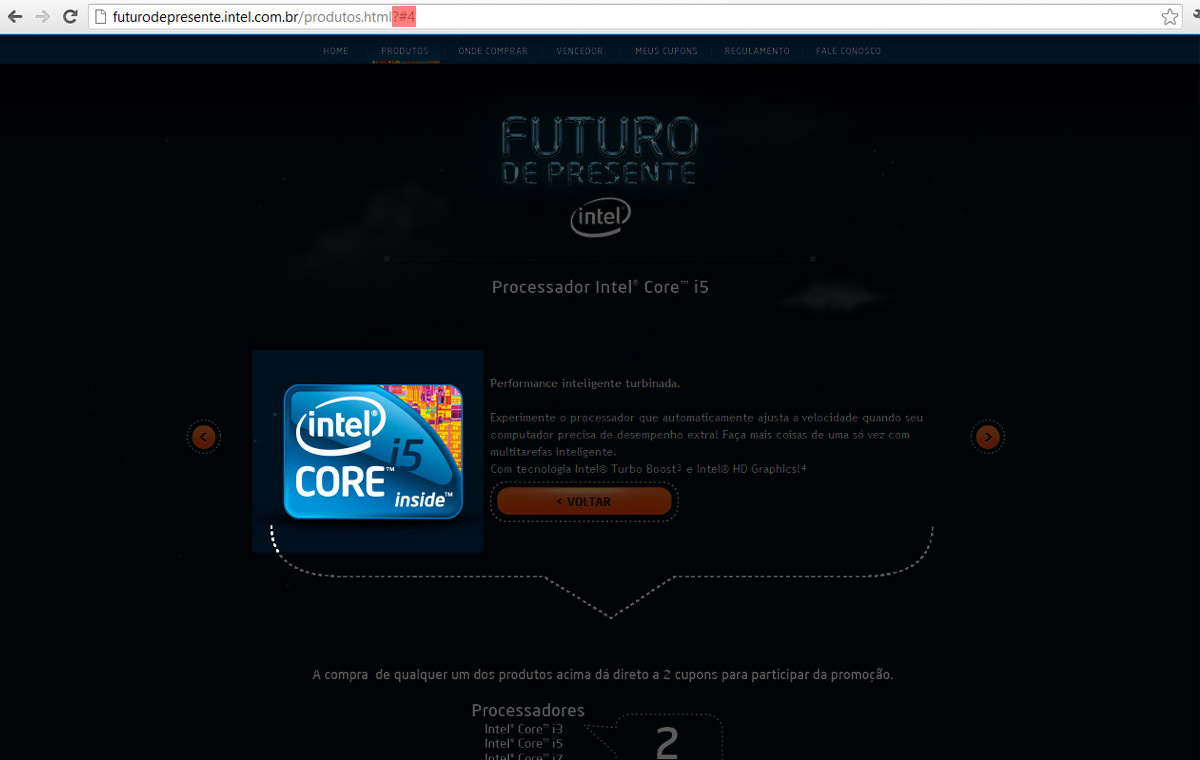 futurodepresente.intel.com.br/produtos.html?#4
HOME PRODUTOS ONDE COMPRAR VENCEDOR MEUS CUPONS REGULAMENTO FALE CONOSCO
FUTURO
DE PRESENTE
intel
Processador Intel® Core™ i5
intel®
i5
CORE™
inside™
Performance inteligente turbinada.
Experimente o processador que automaticamente ajusta a velocidade quando seu
computador precisa de desempenho extra! Faça mais coisas de uma só vez com
multitarefas inteligente.
Com tecnologia Intel® Turbo Boost³ e Intel® HD Graphics!⁴
< VOLTAR
A compra de qualquer um dos produtos acima dá direto a 2 cupons para participar da promoção.
Processadores
Intel® Core™ i3
Intel® Core™ i5
Intel® Core™ i7
2